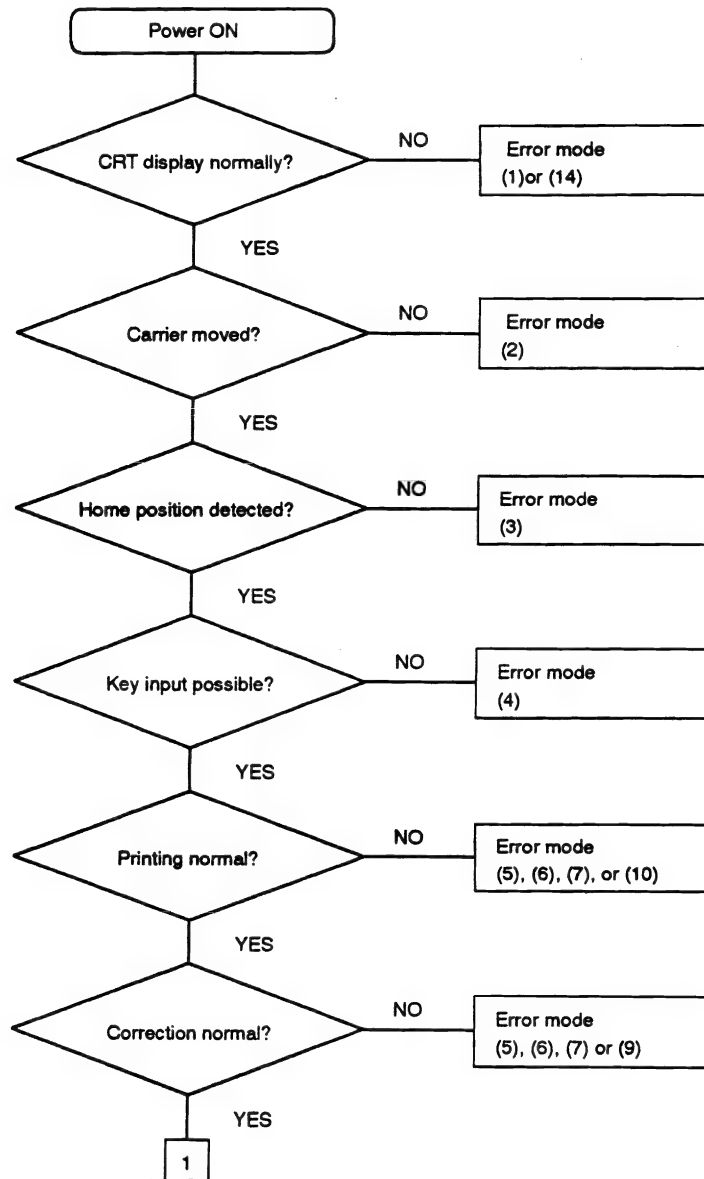 Power ON
CRT display normally?
NO
Error mode
(1)or (14)
YES
Carrier moved?
NO
Error mode
(2)
YES
Home position detected?
NO
Error mode
(3)
YES
Key input possible?
NO
Error mode
(4)
YES
Printing normal?
NO
Error mode
(5), (6), (7), or (10)
YES
Correction normal?
NO
Error mode
(5), (6), (7) or (9)
YES
1